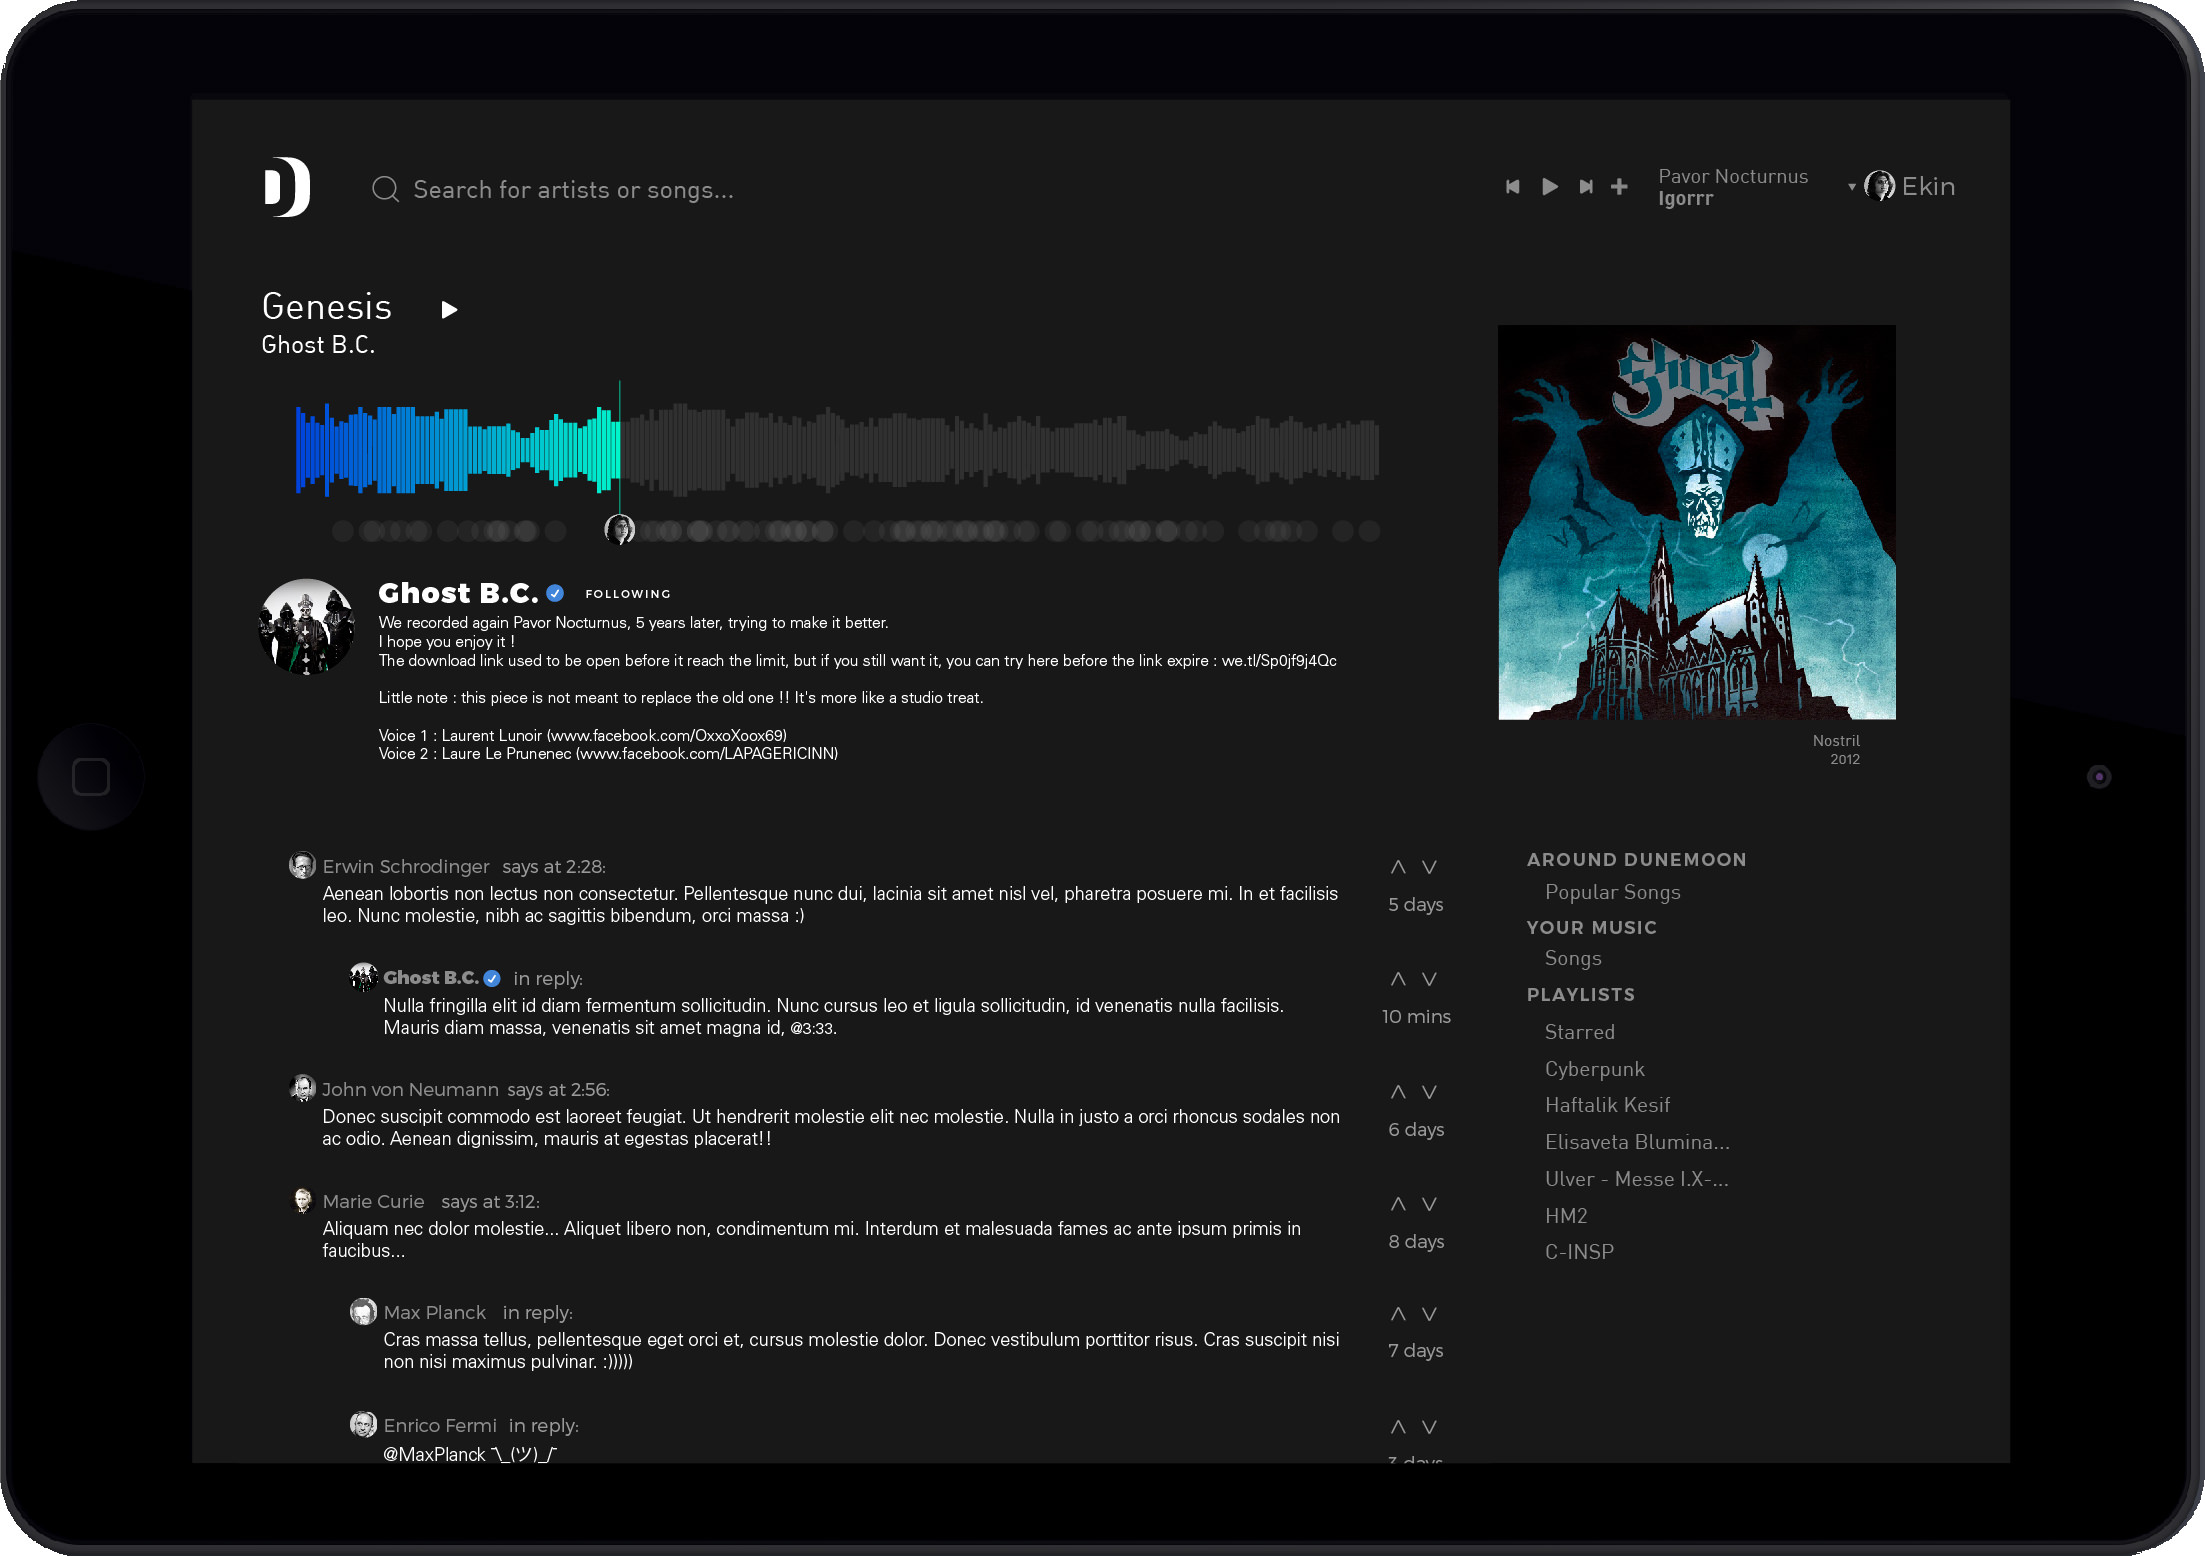 Search for artists or songs...
Pavor Nocturnus
Igorrr
Ekin
Genesis
Ghost B.C.
Ghost
Ghost B.C. FOLLOWING
We recorded again Pavor Nocturnus, 5 years later, trying to make it better.
I hope you enjoy it !
The download link used to be open before it reach the limit, but if you still want it, you can try here before the link expire : we.tl/Sp0jf9j4Qc
Little note : this piece is not meant to replace the old one !! It's more like a studio treat.
Voice 1 : Laurent Lunoir (www.facebook.com/OxxoXoox69)
Voice 2 : Laure Le Prunenec (www.facebook.com/LAPAGERICINN)
Nostril
2012
Erwin Schrodinger says at 2:28:
Aenean lobortis non lectus non consectetur. Pellentesque nunc dui, lacinia sit amet nisl vel, pharetra posuere mi. In et facilisis
leo. Nunc molestie, nibh ac sagittis bibendum, orci massa :)
5 days
Ghost B.C. in reply:
Nulla fringilla elit id diam fermentum sollicitudin. Nunc cursus leo et ligula sollicitudin, id venenatis nulla facilisis.
Mauris diam massa, venenatis sit amet magna id, @3:33.
10 mins
John von Neumann says at 2:56:
Donec suscipit commodo est laoreet feugiat. Ut hendrerit molestie elit nec molestie. Nulla in justo a orci rhoncus sodales non
ac odio. Aenean dignissim, mauris at egestas placerat!!
6 days
Marie Curie says at 3:12:
Aliquam nec dolor molestie... Aliquet libero non, condimentum mi. Interdum et malesuada fames ac ante ipsum primis in
faucibus...
8 days
Max Planck in reply:
Cras massa tellus, pellentesque eget orci et, cursus molestie dolor. Donec vestibulum porttitor risus. Cras suscipit nisi
non nisi maximus pulvinar. :)))))
7 days
Enrico Fermi in reply:
@MaxPlanck ¯\_(ツ)_/¯
3 days
AROUND DUNEMOON
Popular Songs
YOUR MUSIC
Songs
PLAYLISTS
Starred
Cyberpunk
Haftalik Kesif
Elisaveta Blumina...
Ulver - Messe I.X-...
HM2
C-INSP